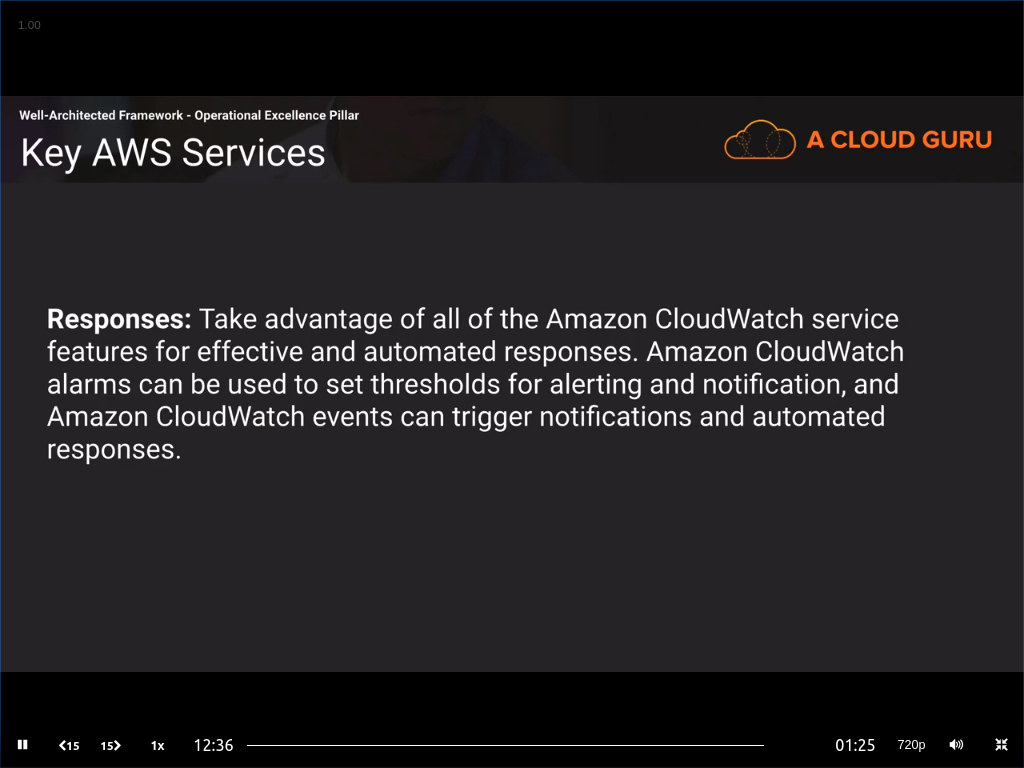 1.00
Well-Architected Framework - Operational Excellence Pillar
Key AWS Services
A CLOUD GURU
Responses: Take advantage of all of the Amazon CloudWatch service
features for effective and automated responses. Amazon CloudWatch
alarms can be used to set thresholds for alerting and notification, and
Amazon CloudWatch events can trigger notifications and automated
responses.
15 15 1x 12:36 01:25 720p